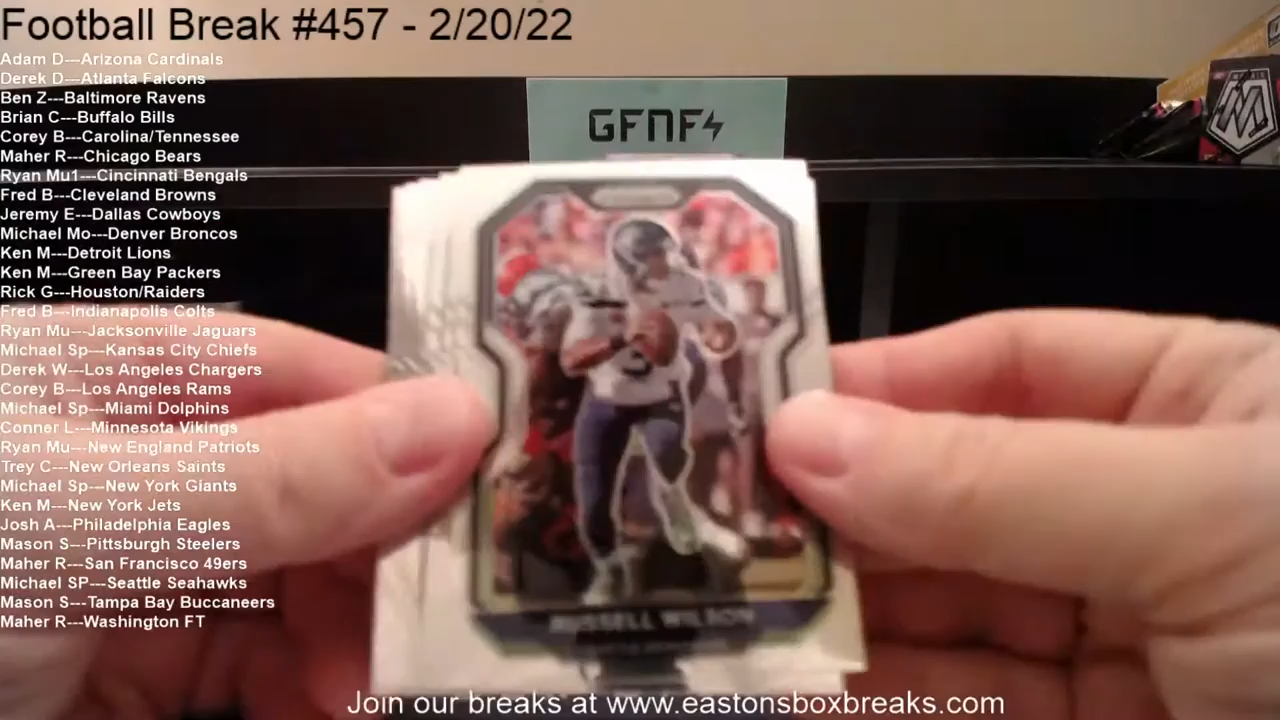 Football Break #457 - 2/20/22
Adam D---Arizona Cardinals
Derek D---Atlanta Falcons
Ben Z---Baltimore Ravens
Brian C---Buffalo Bills
Corey B---Carolina/Tennessee
Maher R---Chicago Bears
Ryan Mu1---Cincinnati Bengals
Fred B---Cleveland Browns
Jeremy E---Dallas Cowboys
Michael Mo---Denver Broncos
Ken M---Detroit Lions
Ken M---Green Bay Packers
Rick G---Houston/Raiders
Fred B---Indianapolis Colts
Ryan Mu---Jacksonville Jaguars
Michael Sp---Kansas City Chiefs
Derek W---Los Angeles Chargers
Corey B---Los Angeles Rams
Michael Sp---Miami Dolphins
Conner L---Minnesota Vikings
Ryan Mu---New England Patriots
Trey C---New Orleans Saints
Michael Sp---New York Giants
Ken M---New York Jets
Josh A---Philadelphia Eagles
Mason S---Pittsburgh Steelers
Maher R---San Francisco 49ers
Michael SP---Seattle Seahawks
Mason S---Tampa Bay Buccaneers
Maher R---Washington FT
GFNF
RUSSELL WILSON
Join our breaks at www.eastonsboxbreaks.com